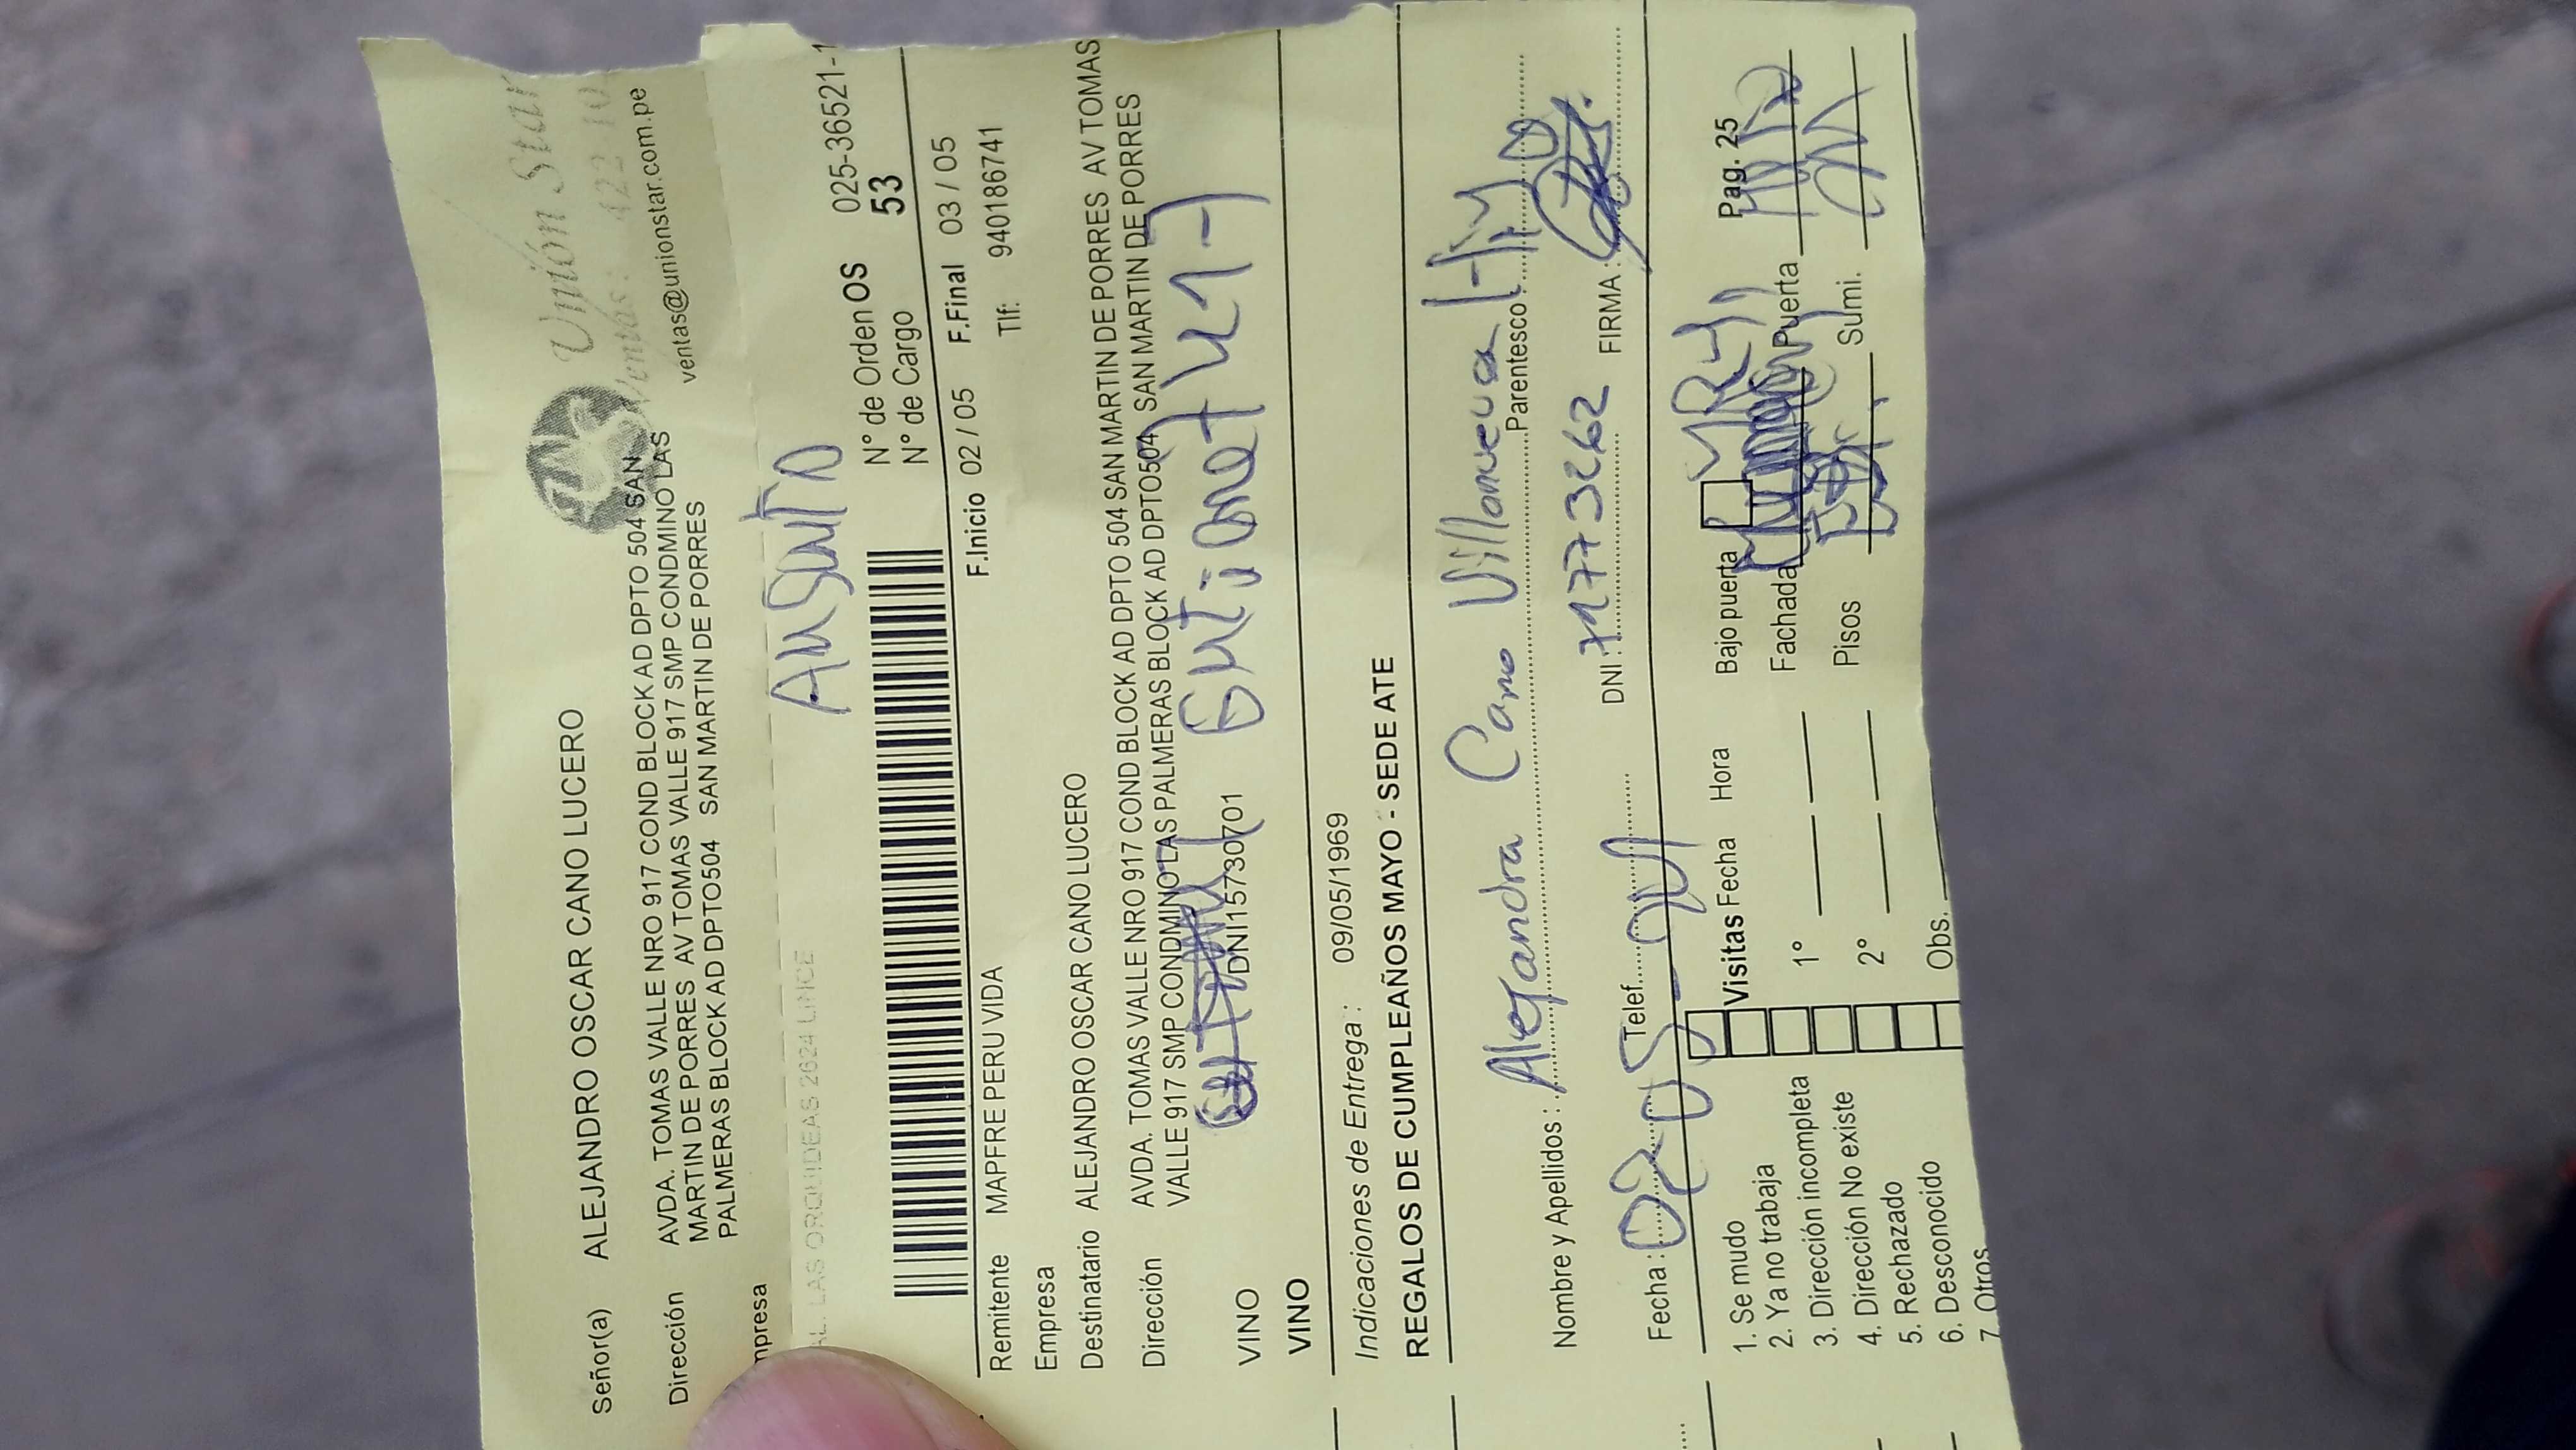 Unión Star
Ventas: 422-10
ventas@unionstar.com.pe
Señor(a) ALEJANDRO OSCAR CANO LUCERO
Dirección AVDA. TOMAS VALLE NRO 917 COND BLOCK AD DPTO 504 SAN
MARTIN DE PORRES AV TOMAS VALLE 917 SMP CONDMINO LAS
PALMERAS BLOCK AD DPTO504 SAN MARTIN DE PORRES
mpresa
AL. LAS ORQUIDEAS 2624 LINCE
Ausente
N° de Orden OS 025-36521-1
N° de Cargo 53
F.Inicio 02 / 05 F.Final 03 / 05
Remitente MAPFRE PERU VIDA Tlf: 940186741
Empresa
Destinatario ALEJANDRO OSCAR CANO LUCERO
Dirección AVDA. TOMAS VALLE NRO 917 COND BLOCK AD DPTO 504 SAN MARTIN DE PORRES AV TOMAS
VALLE 917 SMP CONDMINO LAS PALMERAS BLOCK AD DPTO504 SAN MARTIN DE PORRES
VINO DNI15730701
VINO
Indicaciones de Entrega : 09/05/1969
REGALOS DE CUMPLEAÑOS MAYO - SEDE ATE
Nombre y Apellidos : Alejandra Cano Villanueva Parentesco :
Fecha : 02-05- Telef. DNI : 71773262 FIRMA :
Visitas Fecha Hora Bajo puerta Pag. 25
1. Se mudo
2. Ya no trabaja 1° Fachada Puerta
3. Dirección incompleta
4. Dirección No existe 2° Pisos Sumi.
5. Rechazado
6. Desconocido Obs.
7. Otros